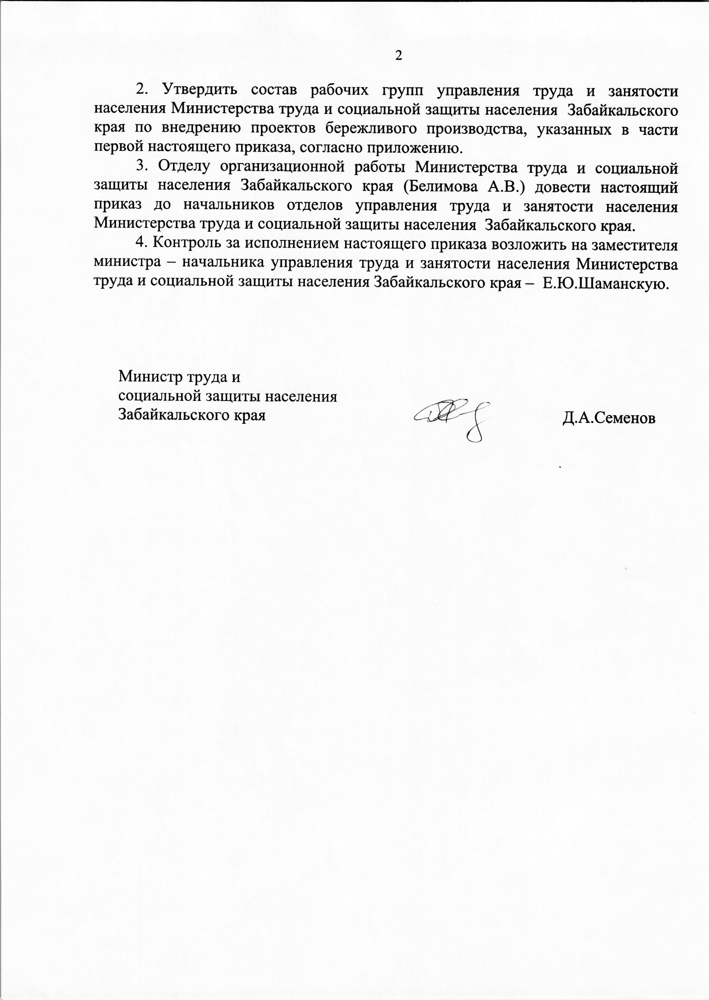 2
2. Утвердить состав рабочих групп управления труда и занятости
населения Министерства труда и социальной защиты населения Забайкальского
края по внедрению проектов бережливого производства, указанных в части
первой настоящего приказа, согласно приложению.
3. Отделу организационной работы Министерства труда и социальной
защиты населения Забайкальского края (Белимова А.В.) довести настоящий
приказ до начальников отделов управления труда и занятости населения
Министерства труда и социальной защиты населения Забайкальского края.
4. Контроль за исполнением настоящего приказа возложить на заместителя
министра – начальника управления труда и занятости населения Министерства
труда и социальной защиты населения Забайкальского края – Е.Ю.Шаманскую.
Министр труда и
социальной защиты населения
Забайкальского края Д.А.Семенов